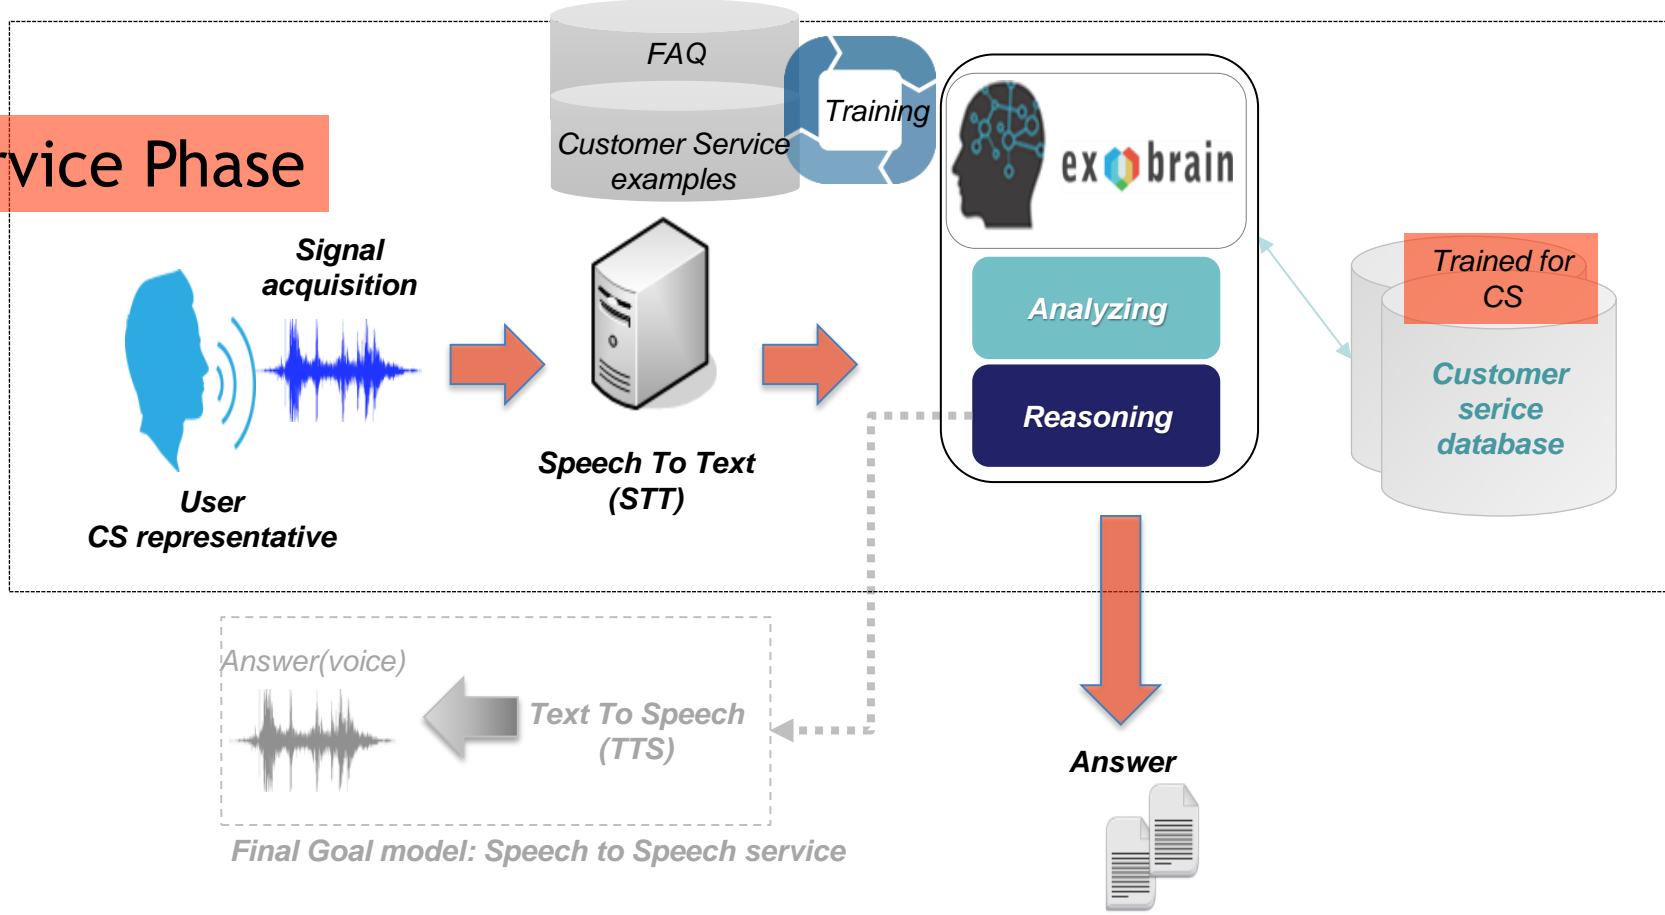 FAQ
Customer Service
examples
Training
exobrain
rvice Phase
Signal
acquisition
Trained for
CS
Analyzing
Reasoning
Customer
serice
database
Speech To Text
(STT)
User
CS representative
Answer(voice)
Text To Speech
(TTS)
Answer
Final Goal model: Speech to Speech service